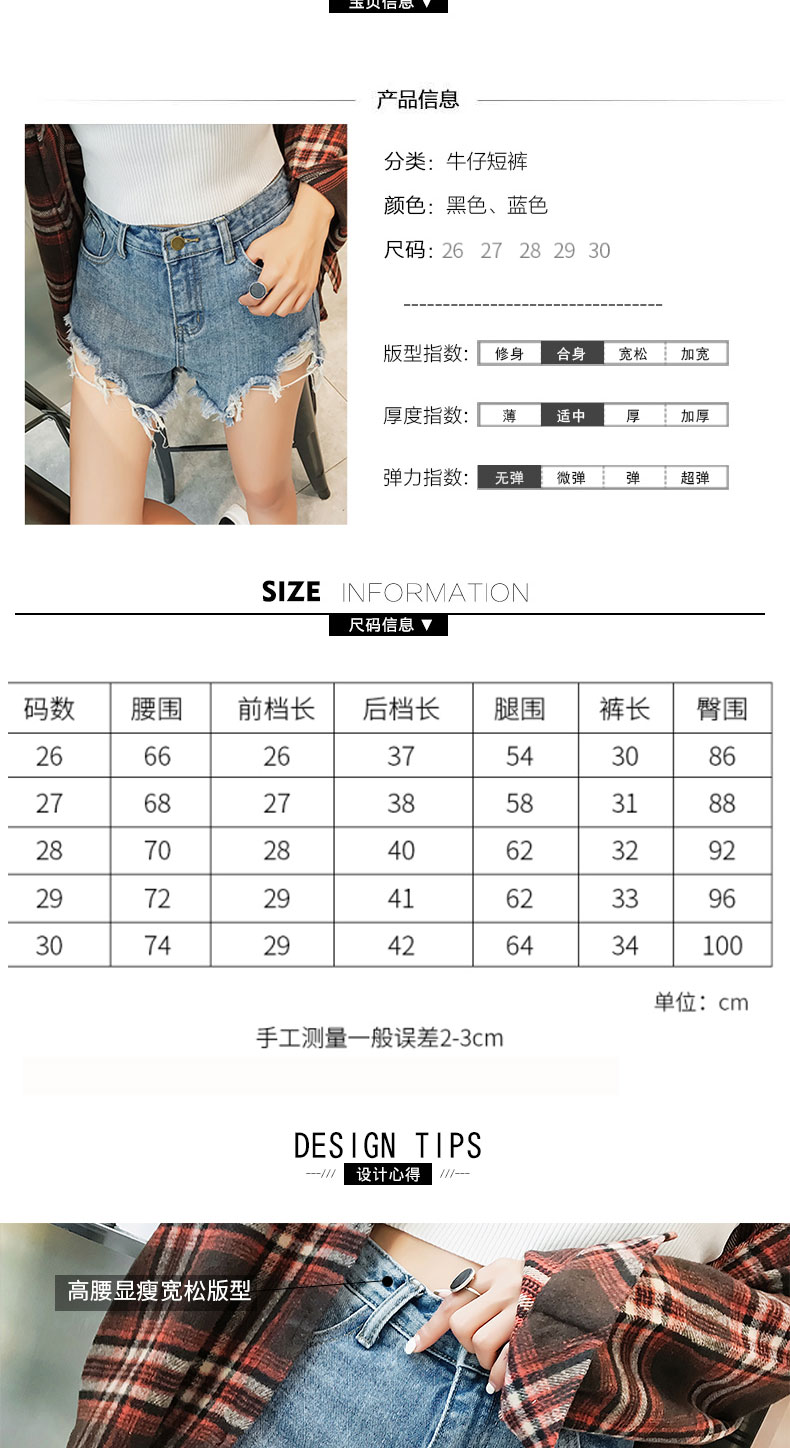 宝贝信息 ▼
产品信息
分类：牛仔短裤
颜色：黑色、蓝色
尺码：26 27 28 29 30
--------------------------------
版型指数： 修身 合身 宽松 加宽
厚度指数： 薄 适中 厚 加厚
弹力指数： 无弹 微弹 弹 超弹
SIZE INFORMATION
尺码信息 ▼
码数 腰围 前档长 后档长 腿围 裤长 臀围
26 66 26 37 54 30 86
27 68 27 38 58 31 88
28 70 28 40 62 32 92
29 72 29 41 62 33 96
30 74 29 42 64 34 100
单位：cm
手工测量一般误差2-3cm
DESIGN TIPS
---/// 设计心得 ///---
高腰显瘦宽松版型